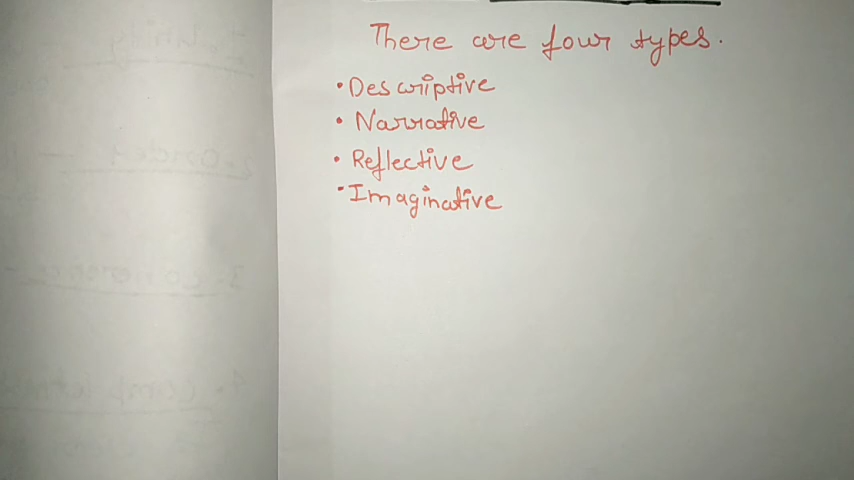 There are four types.
• Descriptive
• Narrative
• Reflective
• Imaginative